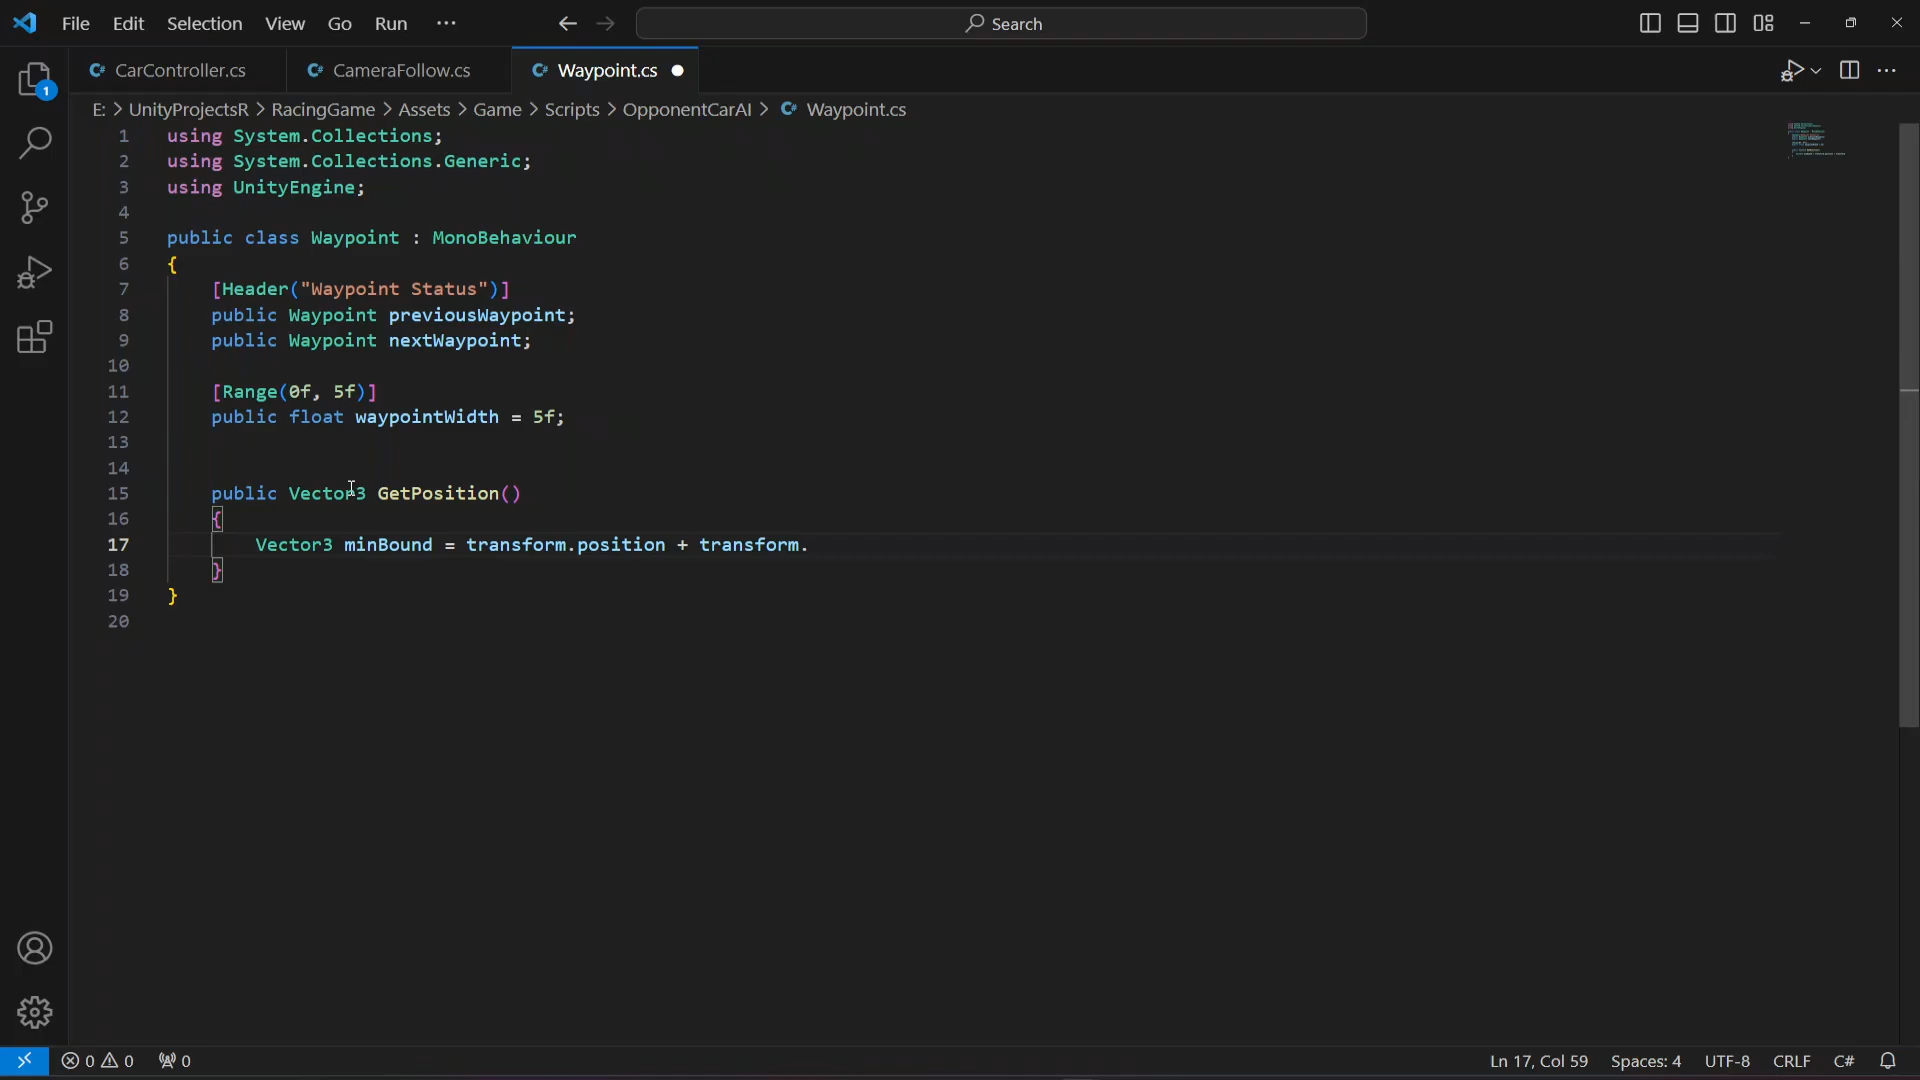 File Edit Selection View Go Run ··· Search
CarController.cs CameraFollow.cs Waypoint.cs
1
E: > UnityProjectsR > RacingGame > Assets > Game > Scripts > OpponentCarAI > Waypoint.cs
1 using System.Collections;
2 using System.Collections.Generic;
3 using UnityEngine;
4
5 public class Waypoint : MonoBehaviour
6 {
7 [Header("Waypoint Status")]
8 public Waypoint previousWaypoint;
9 public Waypoint nextWaypoint;
10
11 [Range(0f, 5f)]
12 public float waypointWidth = 5f;
13
14
15 public Vector3 GetPosition()
16 {
17 Vector3 minBound = transform.position + transform.
18 }
19 }
20
0 0 0 Ln 17, Col 59 Spaces: 4 UTF-8 CRLF C#